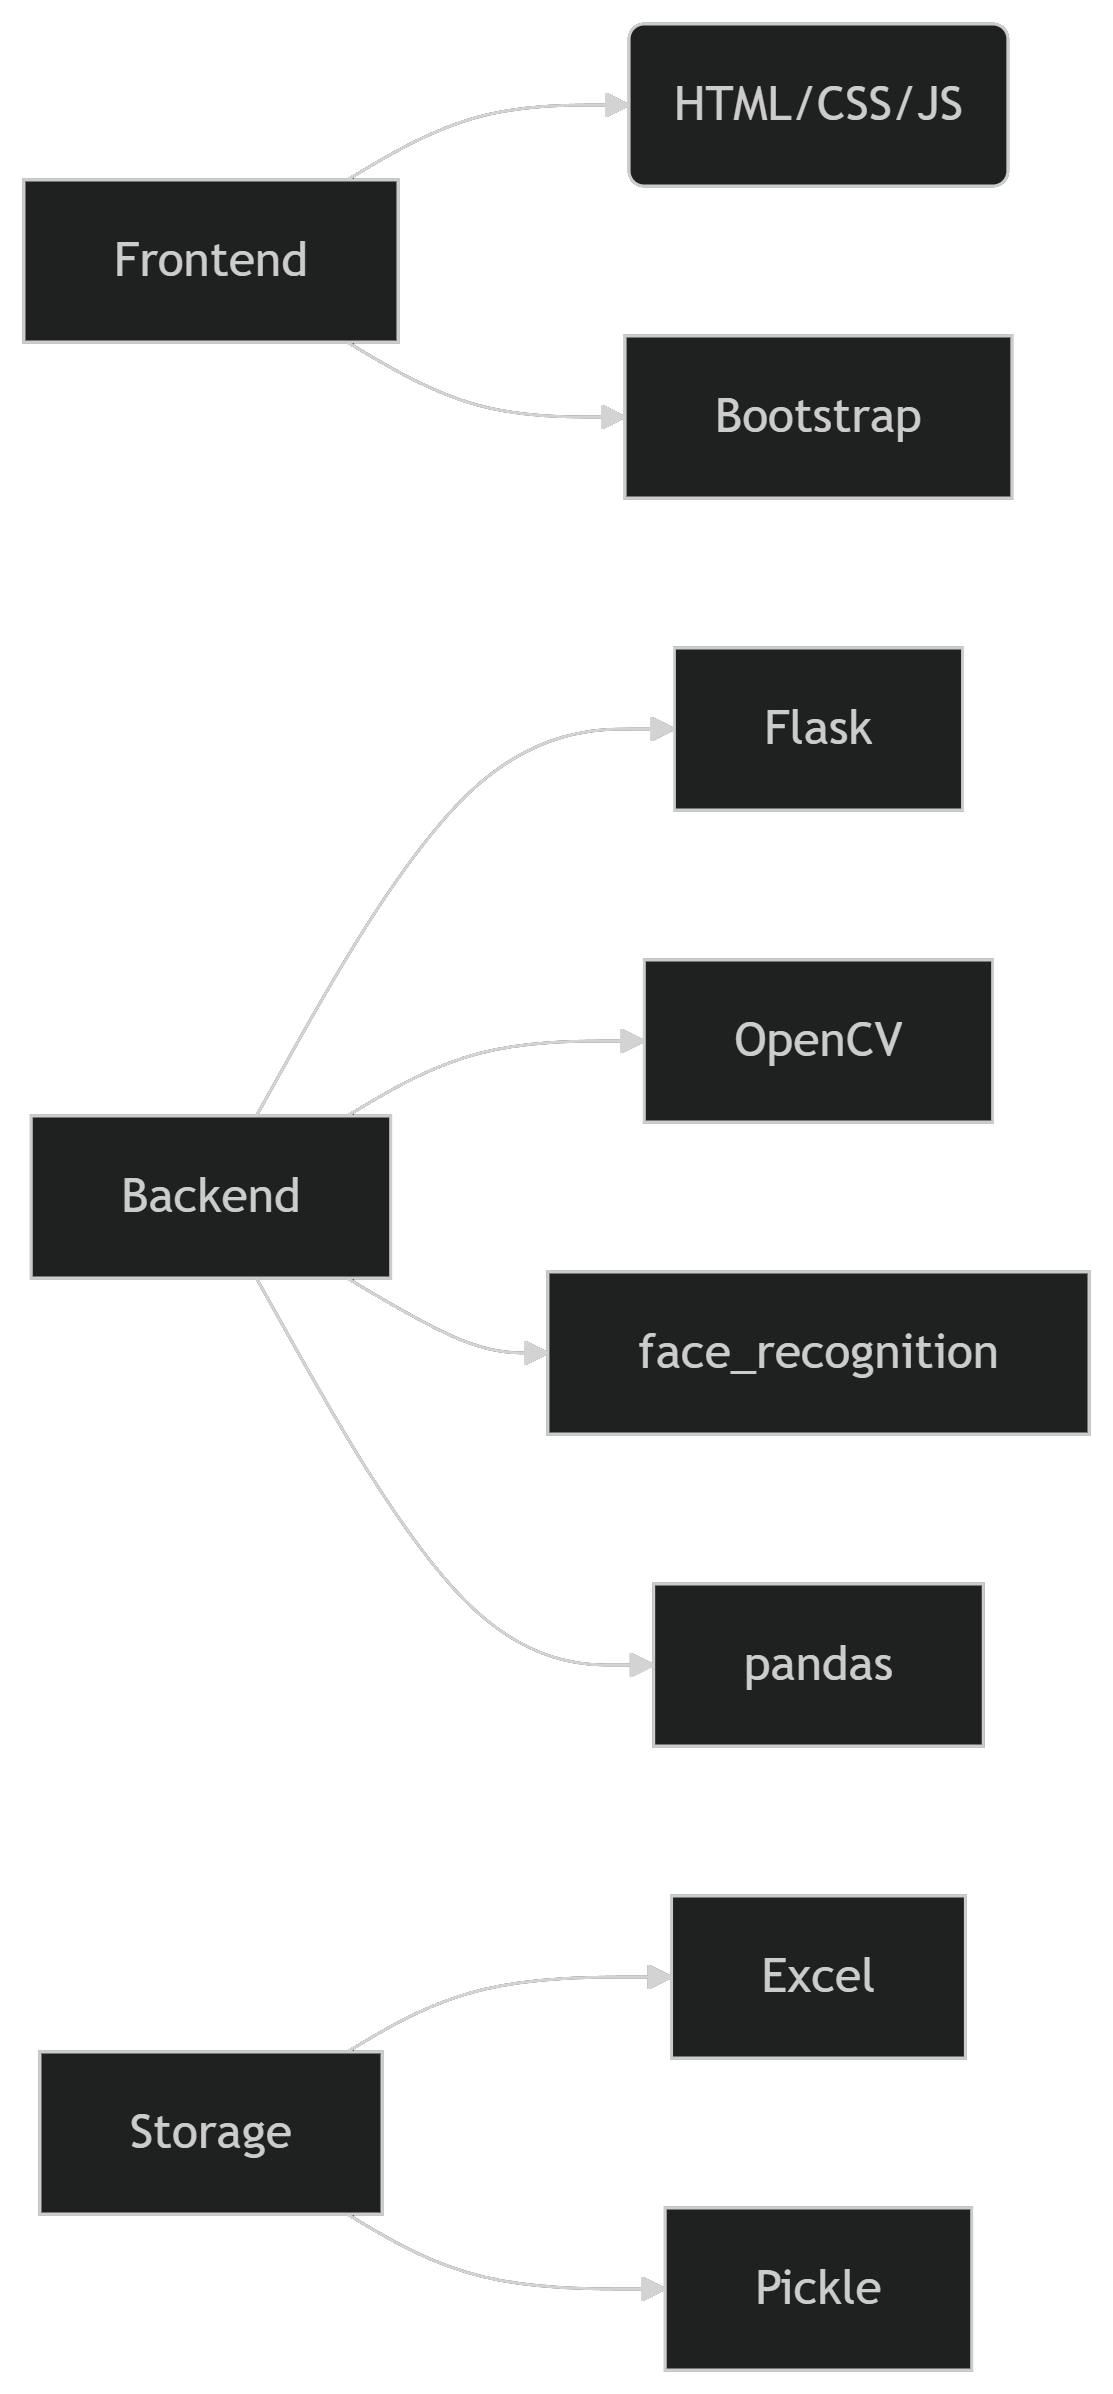 HTML/CSS/JS
Frontend
Bootstrap
Flask
OpenCV
Backend
face_recognition
pandas
Excel
Storage
Pickle